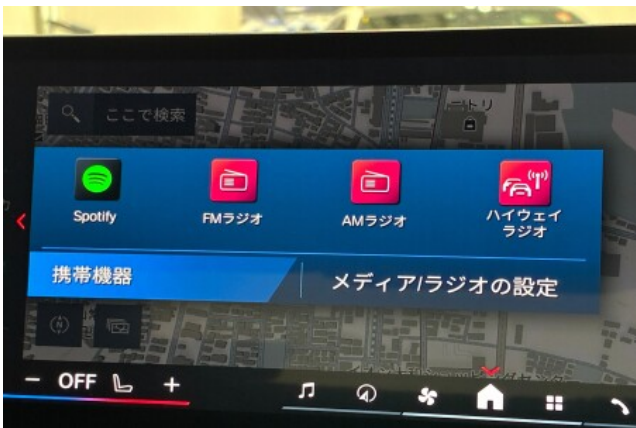 ここで検索
ニトリ
Spotify
FMラジオ
AMラジオ
ハイウェイ
ラジオ
携帯機器
メディア/ラジオの設定
N
− OFF +